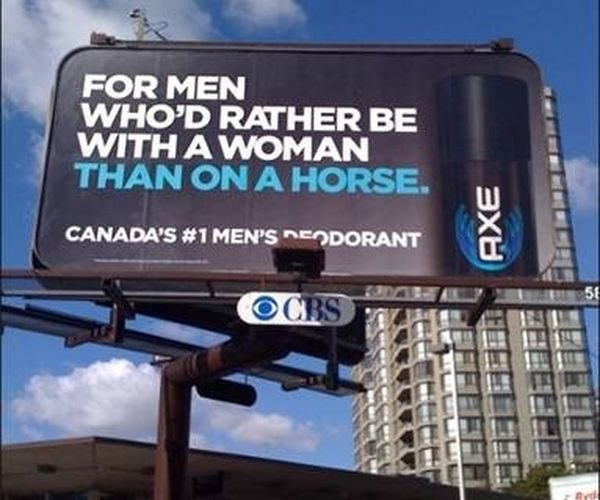 FOR MEN
WHO'D RATHER BE
WITH A WOMAN
THAN ON A HORSE.
CANADA'S #1 MEN'S DEODORANT
AXE
CBS